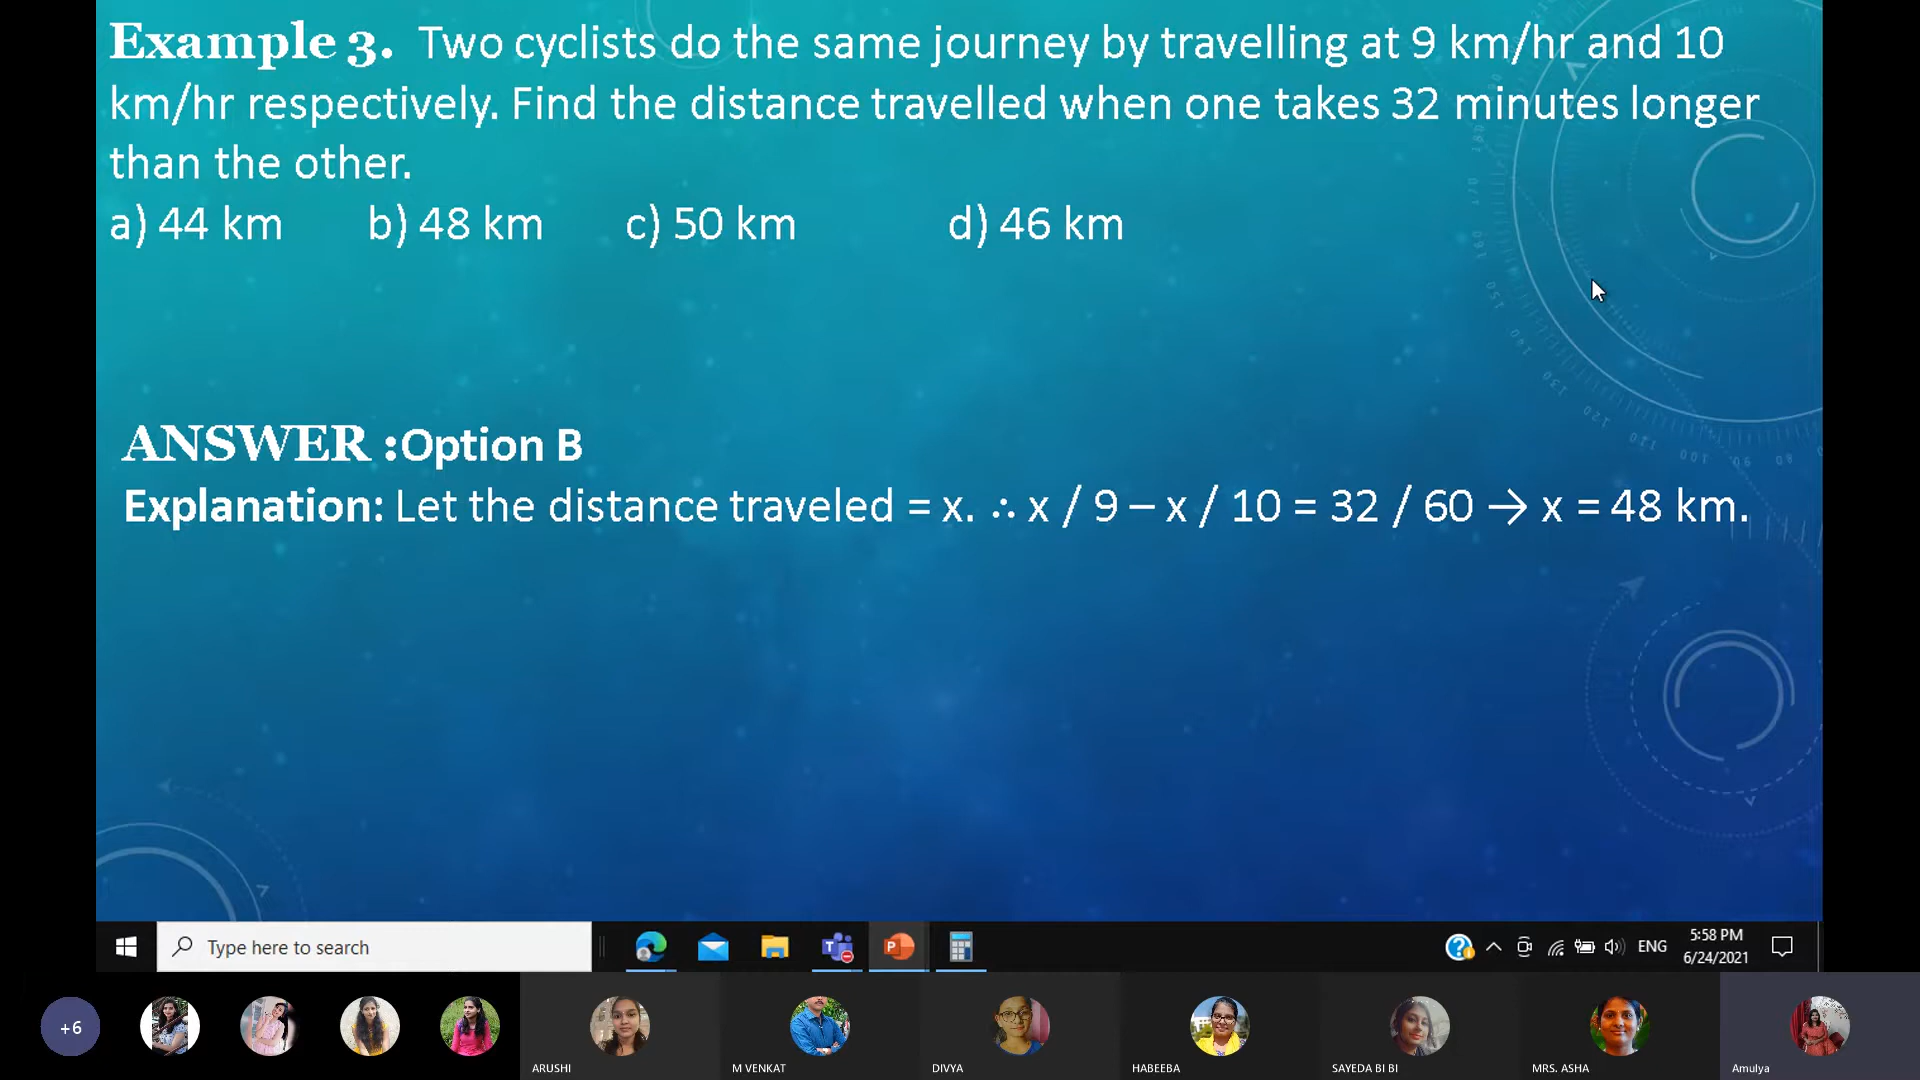 Example 3. Two cyclists do the same journey by travelling at 9 km/hr and 10
km/hr respectively. Find the distance travelled when one takes 32 minutes longer
than the other.
a) 44 km b) 48 km c) 50 km d) 46 km
ANSWER :Option B
Explanation: Let the distance traveled = x. ∴ x / 9 – x / 10 = 32 / 60 → x = 48 km.
Type here to search
ENG
5:58 PM
6/24/2021
+6
ARUSHI
M VENKAT
DIVYA
HABEEBA
SAYEDA BI BI
MRS. ASHA
Amulya